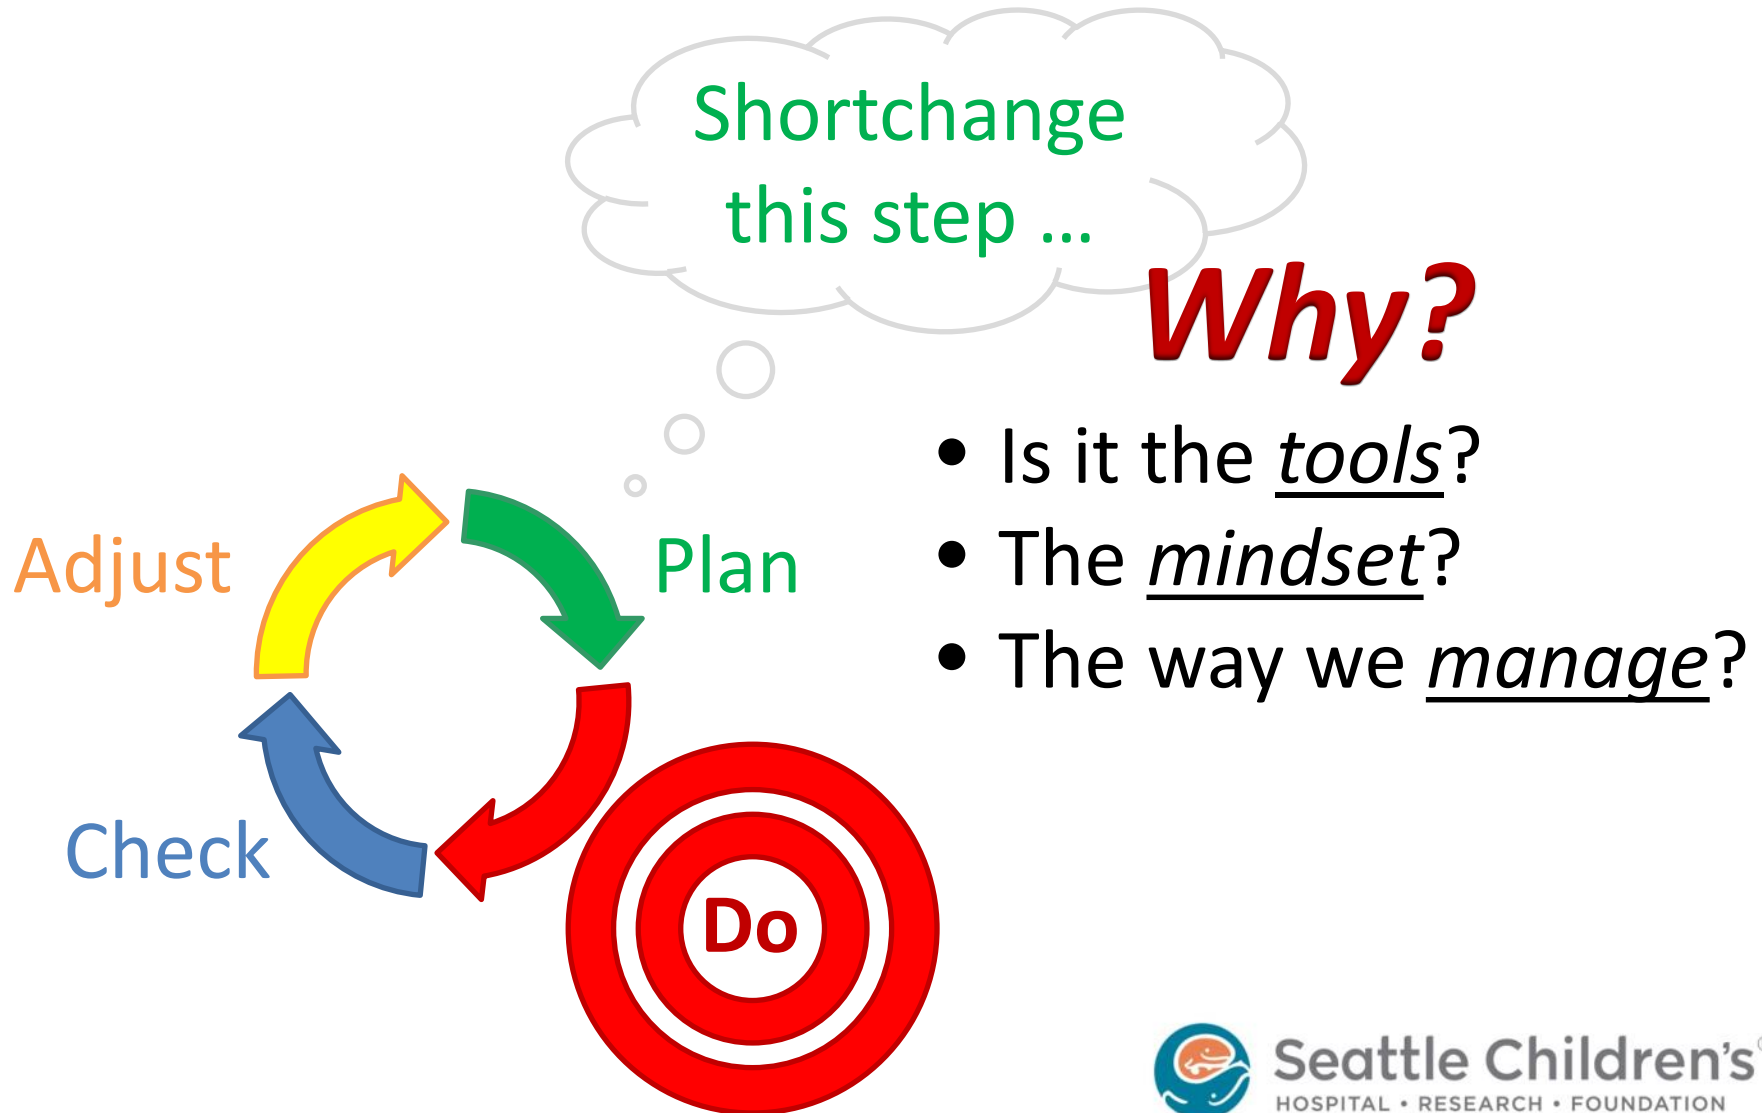 Shortchange
this step ...
Why?
• Is it the tools?
• The mindset?
• The way we manage?
Adjust
Plan
Check
Do
Seattle Children's®
HOSPITAL • RESEARCH • FOUNDATION